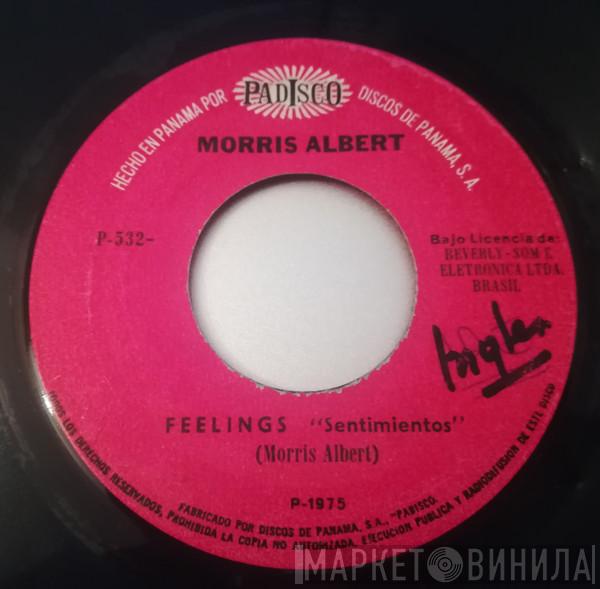 HECHO EN PANAMA POR PADISCO DISCOS DE PANAMA, S.A.
MORRIS ALBERT
P-532-
Bajo Licencia de:
BEVERLY - SOM E
ELETRONICA LTDA.
BRASIL
FEELINGS "Sentimientos"
(Morris Albert)
P-1975
TODOS LOS DERECHOS RESERVADOS, PROHIBIDA LA COPIA NO AUTORIZADA, EJECUCION PUBLICA Y RADIODIFUSION DE ESTE DISCO
FABRICADO POR DISCOS DE PANAMA, S.A., "PADISCO.
МАРКЕТ ВИНИЛА